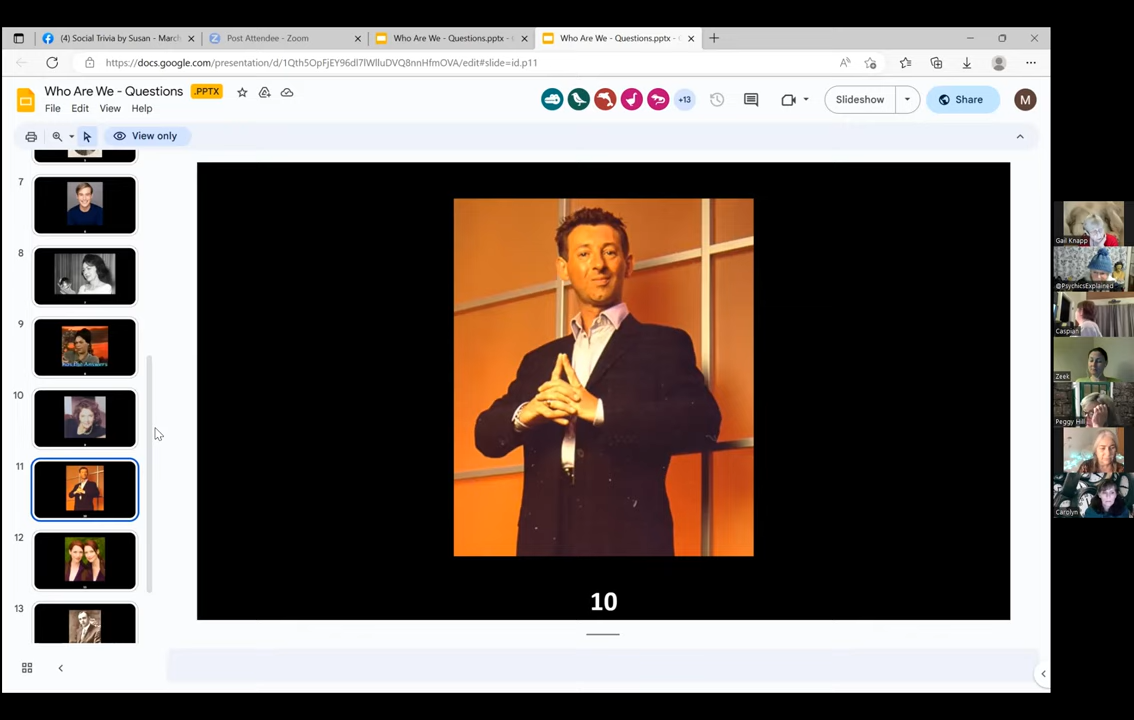 (4) Social Trivia by Susan - March
Post Attendee - Zoom
Who Are We - Questions.pptx -
Who Are We - Questions.pptx -
https://docs.google.com/presentation/d/1Qth5OpFjEY96dl7lWlluDVQ8nnHfmOVA/edit#slide=id.p11
Who Are We - Questions
.PPTX
File Edit View Help
+13
Slideshow
Share
M
View only
7
8
9
10
11
12
13
10
Gail Knapp
@PsychicsExplained
Caspian
Zeek
Peggy Hill
Carolyn